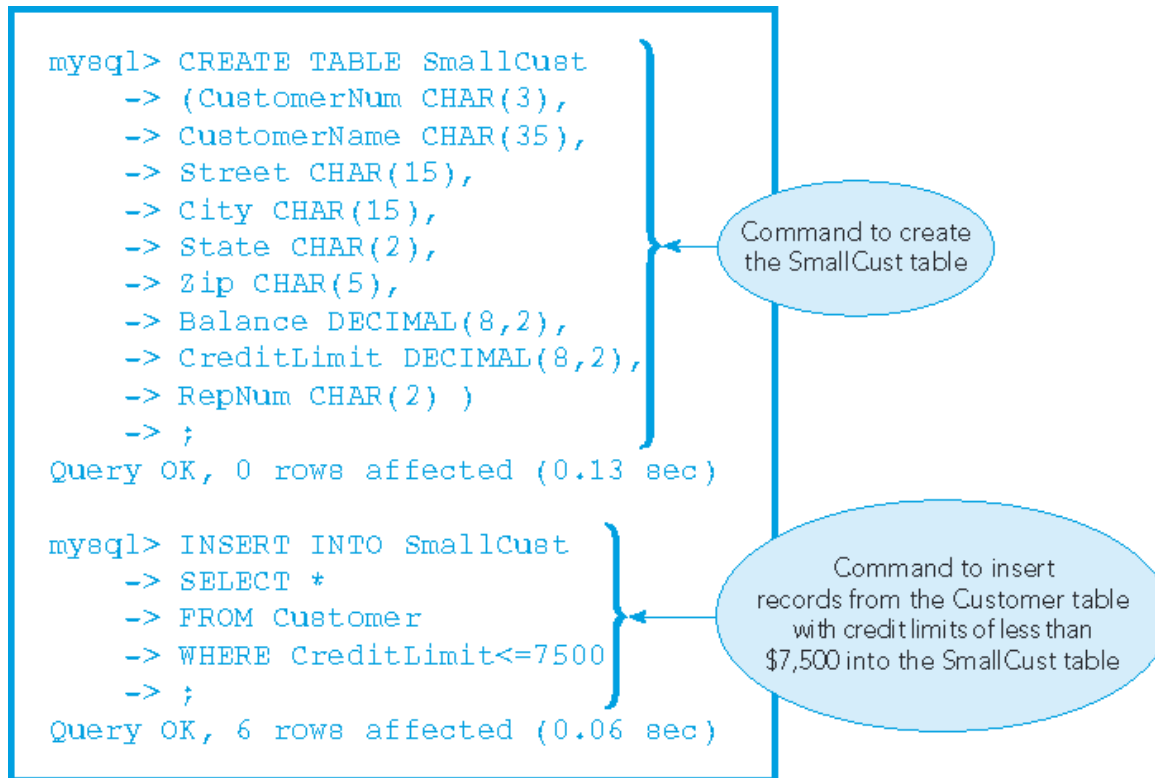 mysql> CREATE TABLE SmallCust
-> (CustomerNum CHAR(3),
-> CustomerName CHAR(35),
-> Street CHAR(15),
-> City CHAR(15),
-> State CHAR(2),
-> Zip CHAR(5),
-> Balance DECIMAL(8,2),
-> CreditLimit DECIMAL(8,2),
-> RepNum CHAR(2) )
-> ;
Query OK, 0 rows affected (0.13 sec)
Command to create
the SmallCust table
mysql> INSERT INTO SmallCust
-> SELECT *
-> FROM Customer
-> WHERE CreditLimit<=7500
-> ;
Query OK, 6 rows affected (0.06 sec)
Command to insert
records from the Customer table
with credit limits of less than
$7,500 into the SmallCust table